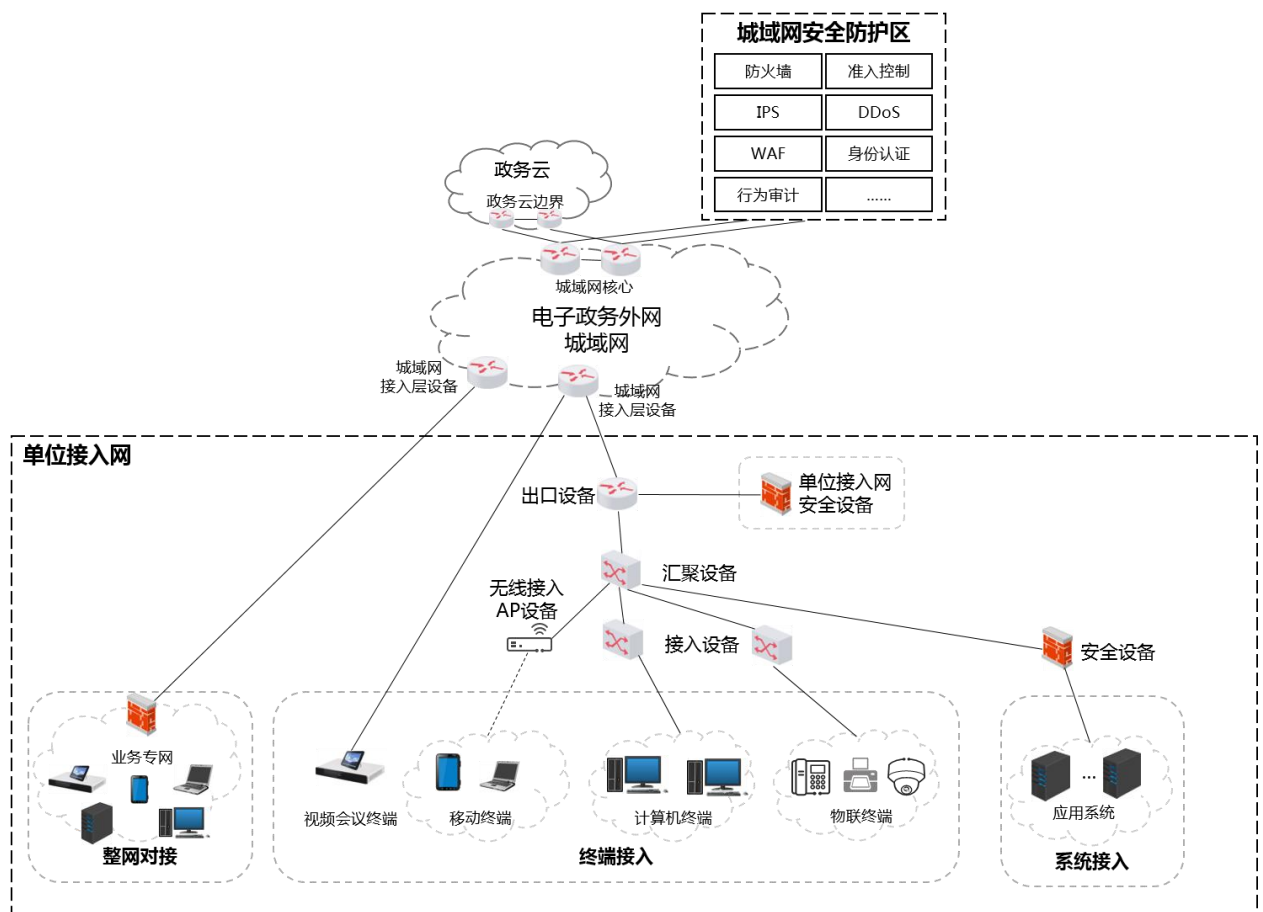 城域网安全防护区
防火墙
准入控制
IPS
DDoS
WAF
身份认证
行为审计
......
政务云
政务云边界
城域网核心
电子政务外网
城域网
城域网
接入层设备
城域网
接入层设备
单位接入网
出口设备
单位接入网
安全设备
汇聚设备
无线接入
AP设备
接入设备
安全设备
业务专网
整网对接
视频会议终端
移动终端
计算机终端
物联终端
终端接入
...
应用系统
系统接入